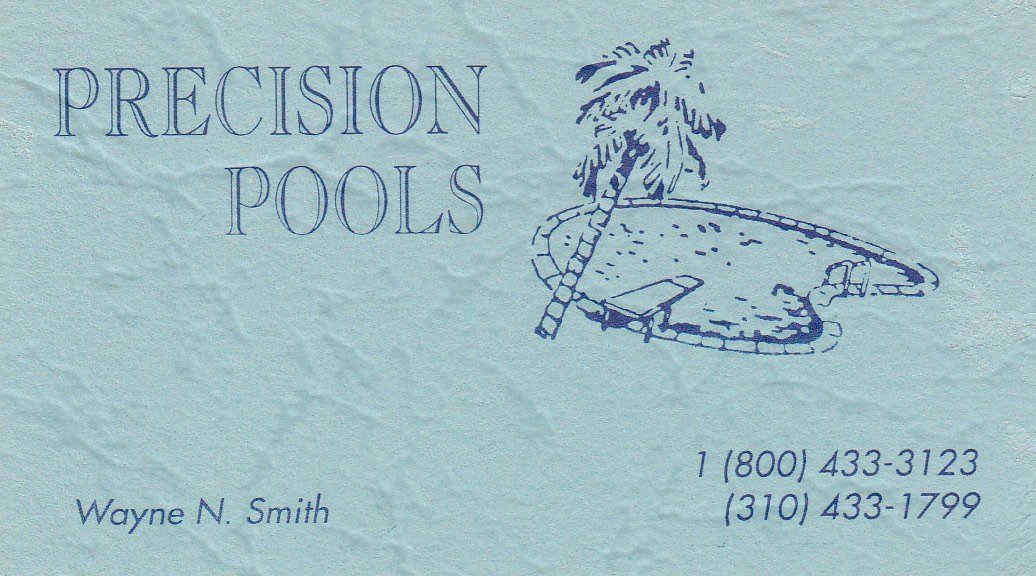 PRECISION
POOLS
Wayne N. Smith
1 (800) 433-3123
(310) 433-1799